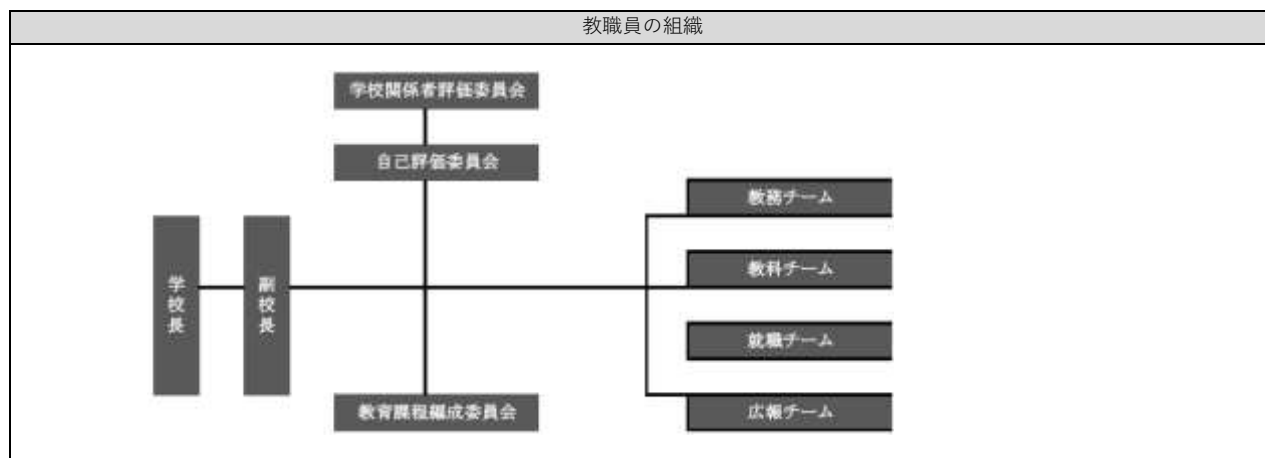 教職員の組織
学校関係者評価委員会
自己評価委員会
学校長
副校長
教務チーム
教科チーム
就職チーム
広報チーム
教育課程編成委員会